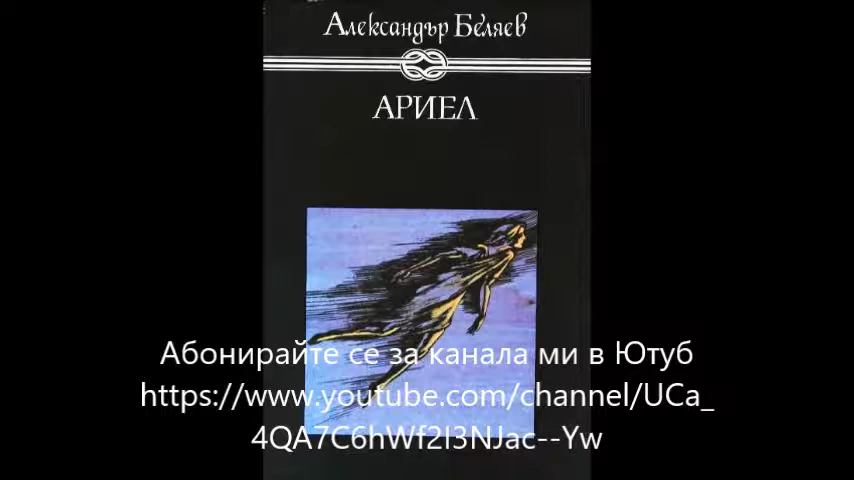 Александър Беляев
АРИЕЛ
Абонирайте се за канала ми в Ютуб
https://www.youtube.com/channel/UCa_
4QA7C6hWf2I3NJac--Yw